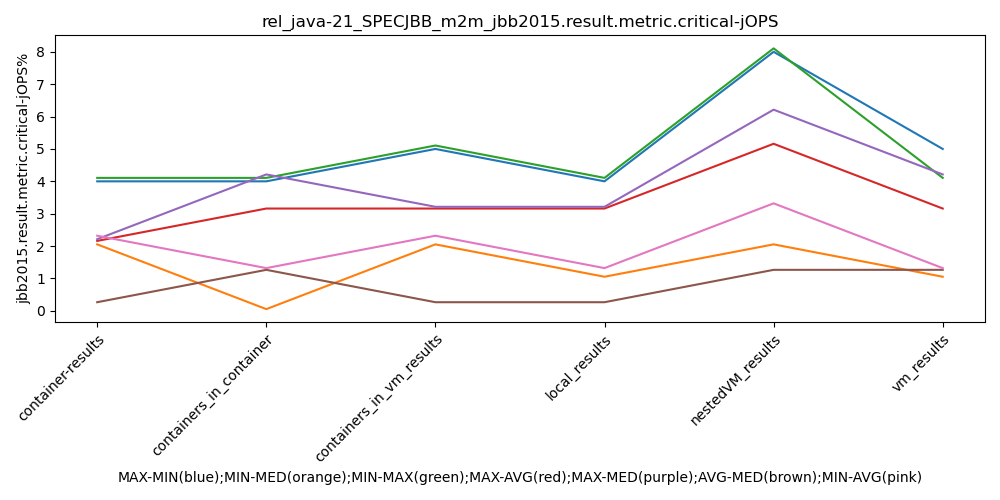 rel_java-21_SPECJBB_m2m_jbb2015.result.metric.critical-jOPS
jbb2015.result.metric.critical-jOPS%
8
7
6
5
4
3
2
1
0
container-results
containers_in_container
containers_in_vm_results
local_results
nestedVM_results
vm_results
MAX-MIN(blue);MIN-MED(orange);MIN-MAX(green);MAX-AVG(red);MAX-MED(purple);AVG-MED(brown);MIN-AVG(pink)